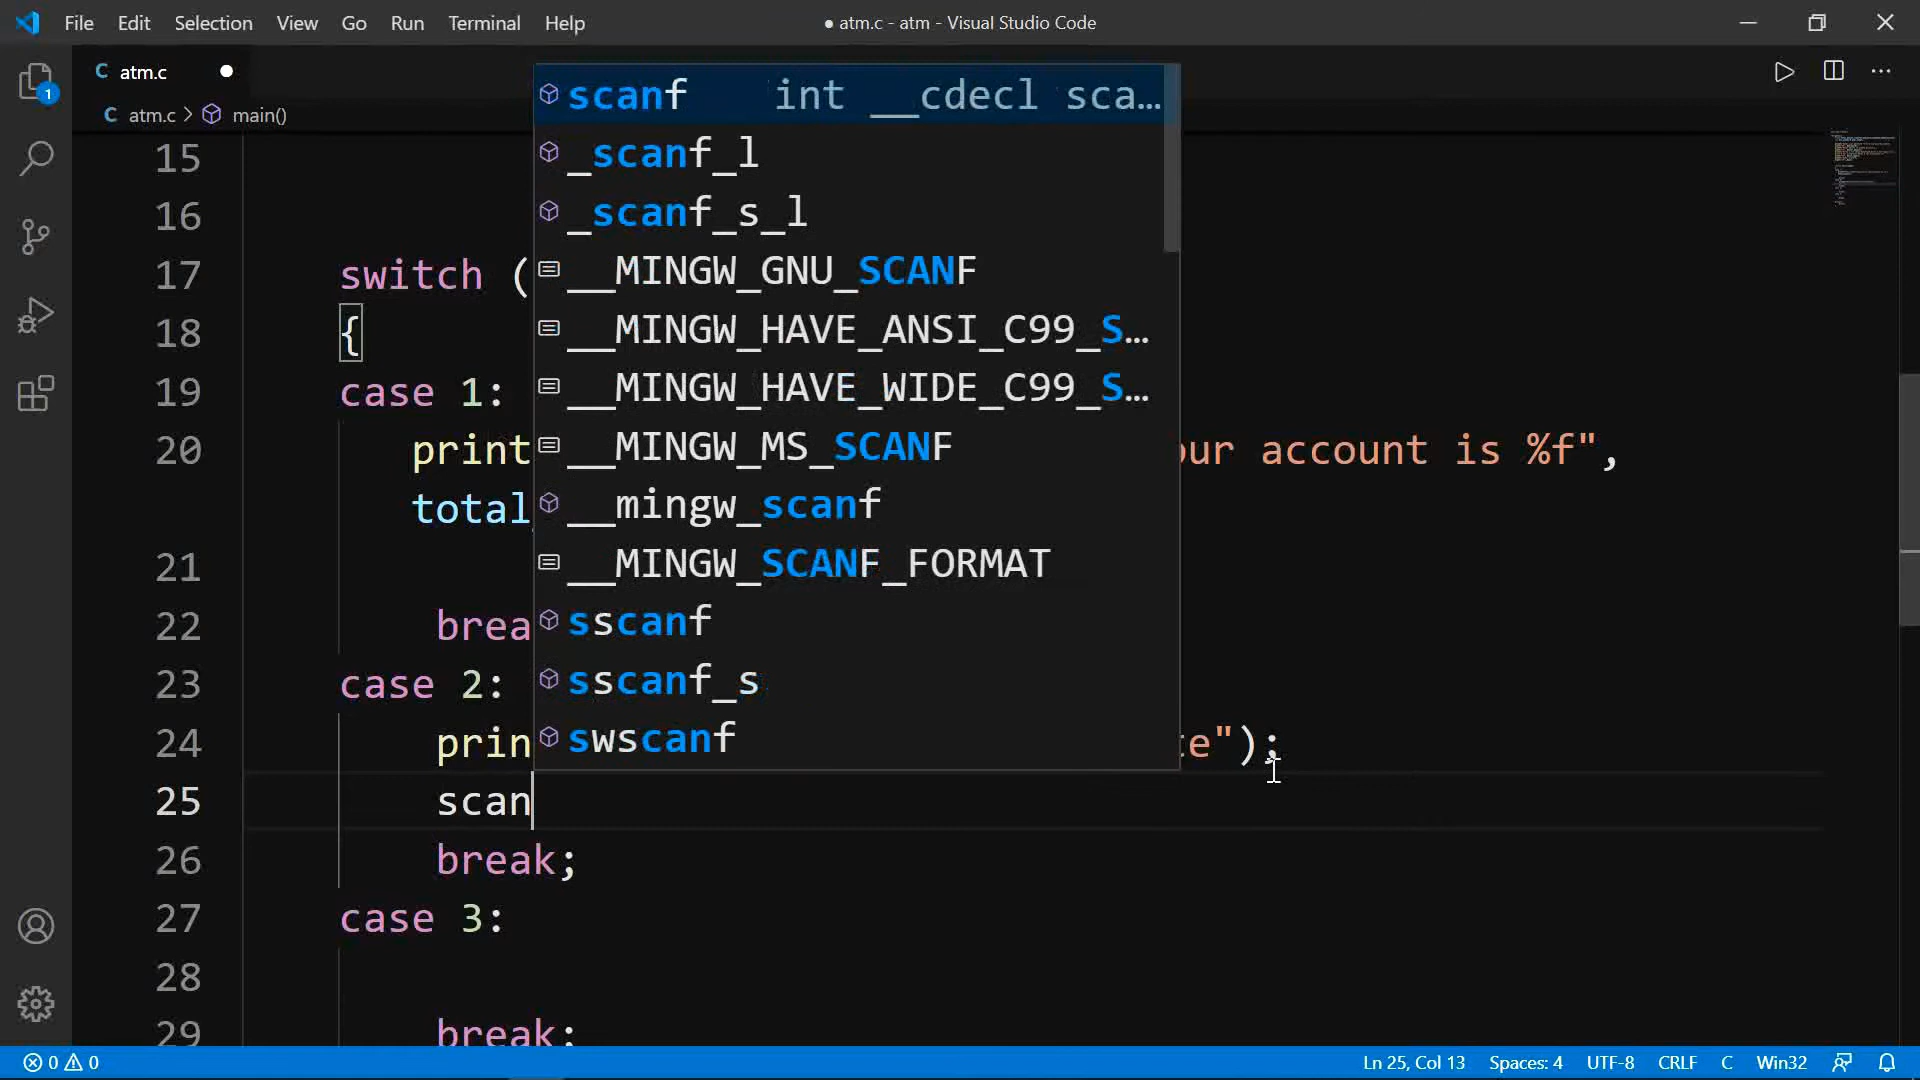 File Edit Selection View Go Run Terminal Help ● atm.c - atm - Visual Studio Code
C atm.c ●
C atm.c > main()
1
15
16
17 switch (
18 {
19 case 1:
20 print our account is %f",
total
21
22 brea
23 case 2:
24 prin te");
25 scan
26 break;
27 case 3:
28
29 break;
scanf int __cdecl sca…
_scanf_l
_scanf_s_l
__MINGW_GNU_SCANF
__MINGW_HAVE_ANSI_C99_S…
__MINGW_HAVE_WIDE_C99_S…
__MINGW_MS_SCANF
__mingw_scanf
__MINGW_SCANF_FORMAT
sscanf
sscanf_s
swscanf
0 0 Ln 25, Col 13 Spaces: 4 UTF-8 CRLF C Win32